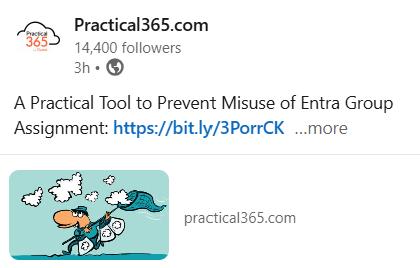 Practical365.com
Practical
365
14,400 followers
3h •
A Practical Tool to Prevent Misuse of Entra Group
Assignment: https://bit.ly/3PorrCK ...more
practical365.com